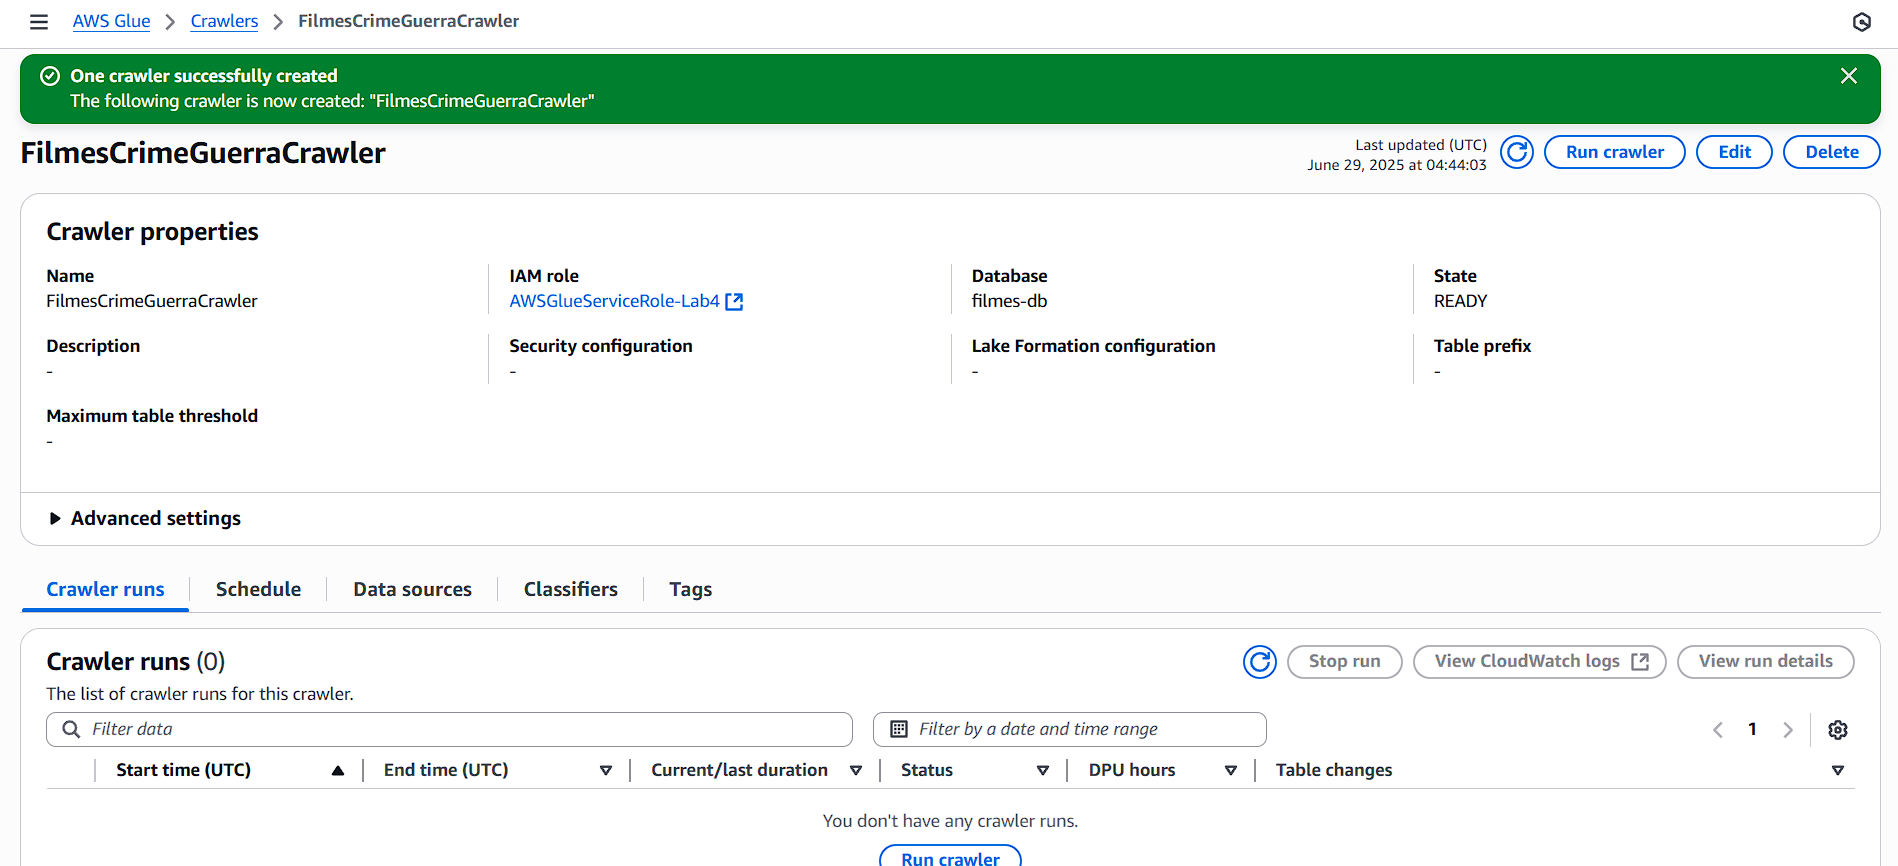 AWS Glue > Crawlers > FilmesCrimeGuerraCrawler
One crawler successfully created
The following crawler is now created: "FilmesCrimeGuerraCrawler"
FilmesCrimeGuerraCrawler
Last updated (UTC)
June 29, 2025 at 04:44:03
Run crawler
Edit
Delete
Crawler properties
Name
FilmesCrimeGuerraCrawler
IAM role
AWSGlueServiceRole-Lab4
Database
filmes-db
State
READY
Description
-
Security configuration
-
Lake Formation configuration
-
Table prefix
-
Maximum table threshold
-
Advanced settings
Crawler runs
Schedule
Data sources
Classifiers
Tags
Crawler runs (0)
The list of crawler runs for this crawler.
Stop run
View CloudWatch logs
View run details
Filter data
Filter by a date and time range
1
Start time (UTC)
End time (UTC)
Current/last duration
Status
DPU hours
Table changes
You don't have any crawler runs.
Run crawler